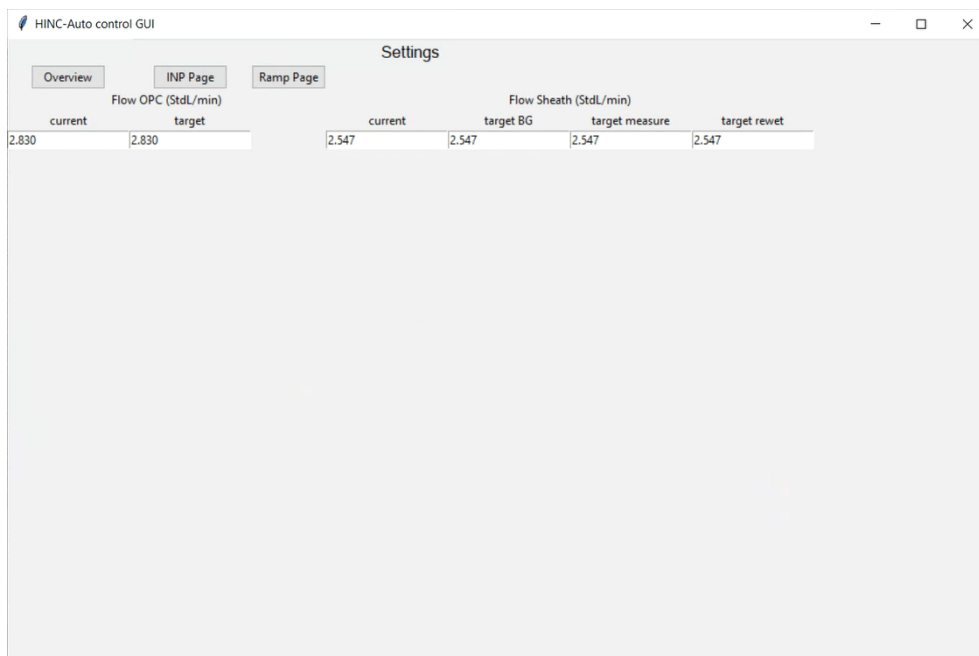 HINC-Auto control GUI
Settings
Overview INP Page Ramp Page
Flow OPC (StdL/min) Flow Sheath (StdL/min)
current target current target BG target measure target rewet
2.830 2.830 2.547 2.547 2.547 2.547